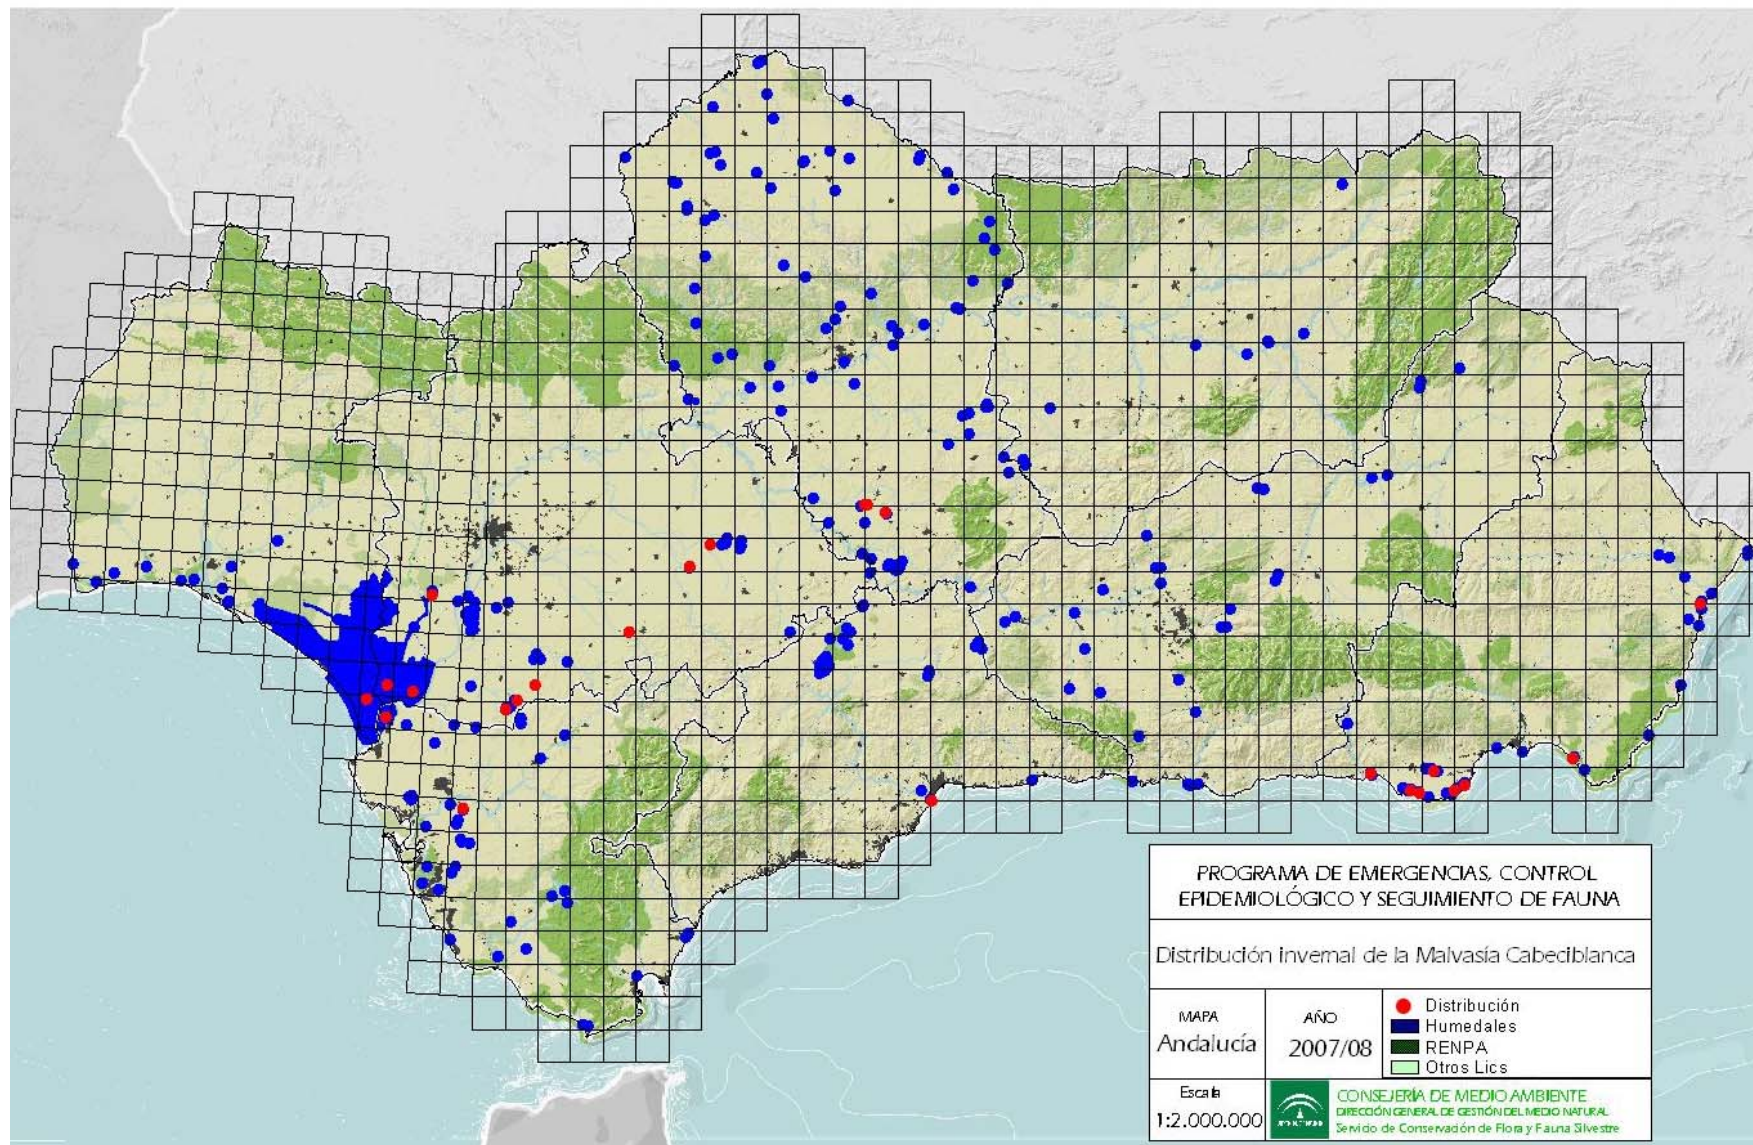 PROGRAMA DE EMERGENCIAS, CONTROL
EPIDEMIOLÓGICO Y SEGUIMIENTO DE FAUNA
Distribución invernal de la Malvasía Cabeciblanca
MAPA
Andalucía
AÑO
2007/08
Distribución
Humedales
RENPA
Otros Lics
Escala
1:2.000.000
CONSEJERÍA DE MEDIO AMBIENTE
DIRECCIÓN GENERAL DE GESTIÓN DEL MEDIO NATURAL
Servicio de Conservación de Flora y Fauna Silvestre